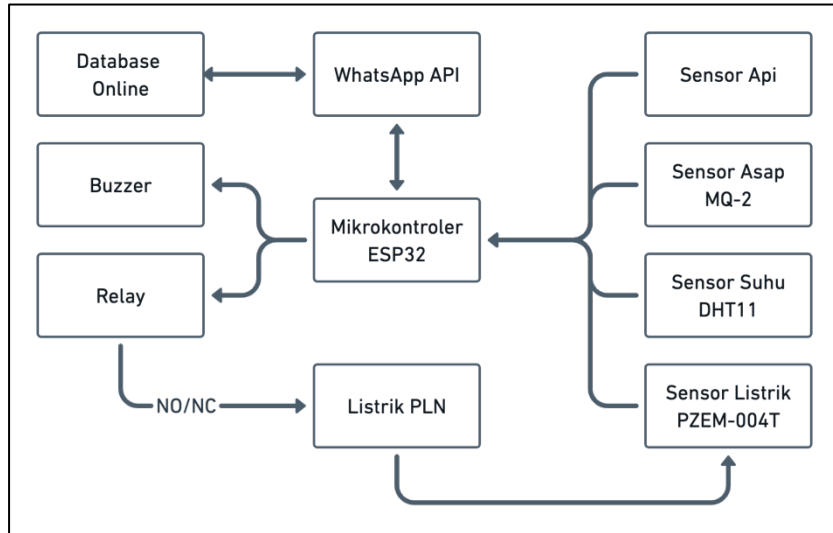 Database
Online
WhatsApp API
Sensor Api
Buzzer
Sensor Asap
MQ-2
Mikrokontroler
ESP32
Relay
Sensor Suhu
DHT11
NO/NC
Listrik PLN
Sensor Listrik
PZEM-004T